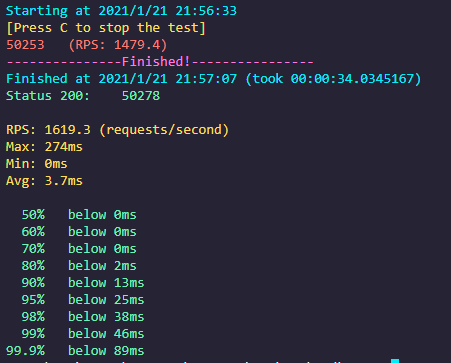 Starting at 2021/1/21 21:56:33
[Press C to stop the test]
50253 (RPS: 1479.4)
---------------Finished!----------------
Finished at 2021/1/21 21:57:07 (took 00:00:34.0345167)
Status 200: 50278
RPS: 1619.3 (requests/second)
Max: 274ms
Min: 0ms
Avg: 3.7ms
50% below 0ms
60% below 0ms
70% below 0ms
80% below 2ms
90% below 13ms
95% below 25ms
98% below 38ms
99% below 46ms
99.9% below 89ms